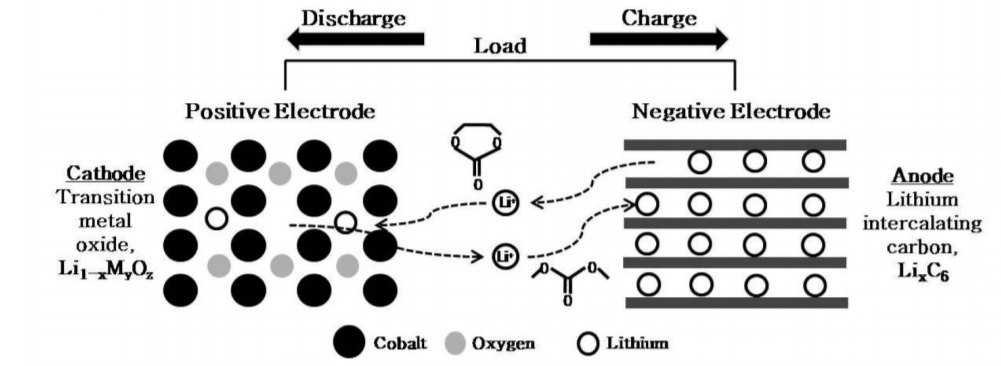 Discharge
Charge
Load
Positive Electrode
Negative Electrode
Cathode
Transition
metal
oxide,
Li₁₋ₓMᵧO_z
O
O
O
Li⁺
Li⁺
O
O
O
Anode
Lithium
intercalating
carbon,
LiₓC₆
Cobalt
Oxygen
Lithium